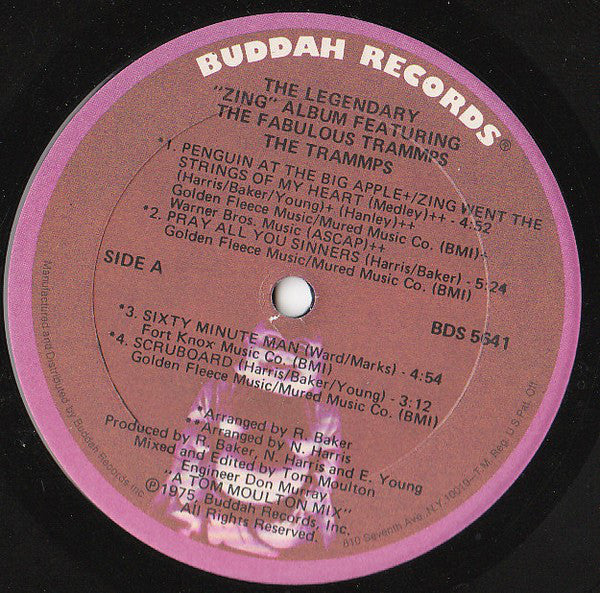 BUDDAH RECORDS®
THE LEGENDARY
"ZING" ALBUM FEATURING
THE FABULOUS TRAMMPS
THE TRAMMPS
*1. PENGUIN AT THE BIG APPLE+/ZING WENT THE
STRINGS OF MY HEART (Medley)++ - 4:52
(Harris/Baker/Young)+ (Hanley)++
Golden Fleece Music/Mured Music Co. (BMI)+
Warner Bros. Music (ASCAP)++
*2. PRAY ALL YOU SINNERS (Harris/Baker) - 5:24
Golden Fleece Music/Mured Music Co. (BMI)
SIDE A
BDS 5641
*3. SIXTY MINUTE MAN (Ward/Marks) - 4:54
Fort Knox Music Co. (BMI)
*4. SCRUBOARD (Harris/Baker/Young) - 3:12
Golden Fleece Music/Mured Music Co. (BMI)
*Arranged by R. Baker
**Arranged by N. Harris
Produced by R. Baker, N. Harris and E. Young
Mixed and Edited by Tom Moulton
Engineer Don Murray
"A TOM MOULTON MIX"
℗1975, Buddah Records, Inc.
All Rights Reserved.
Manufactured and Distributed by Buddah Records Inc.
810 Seventh Ave. N.Y. 10019-T.M. Reg. U.S. Pat. Off.